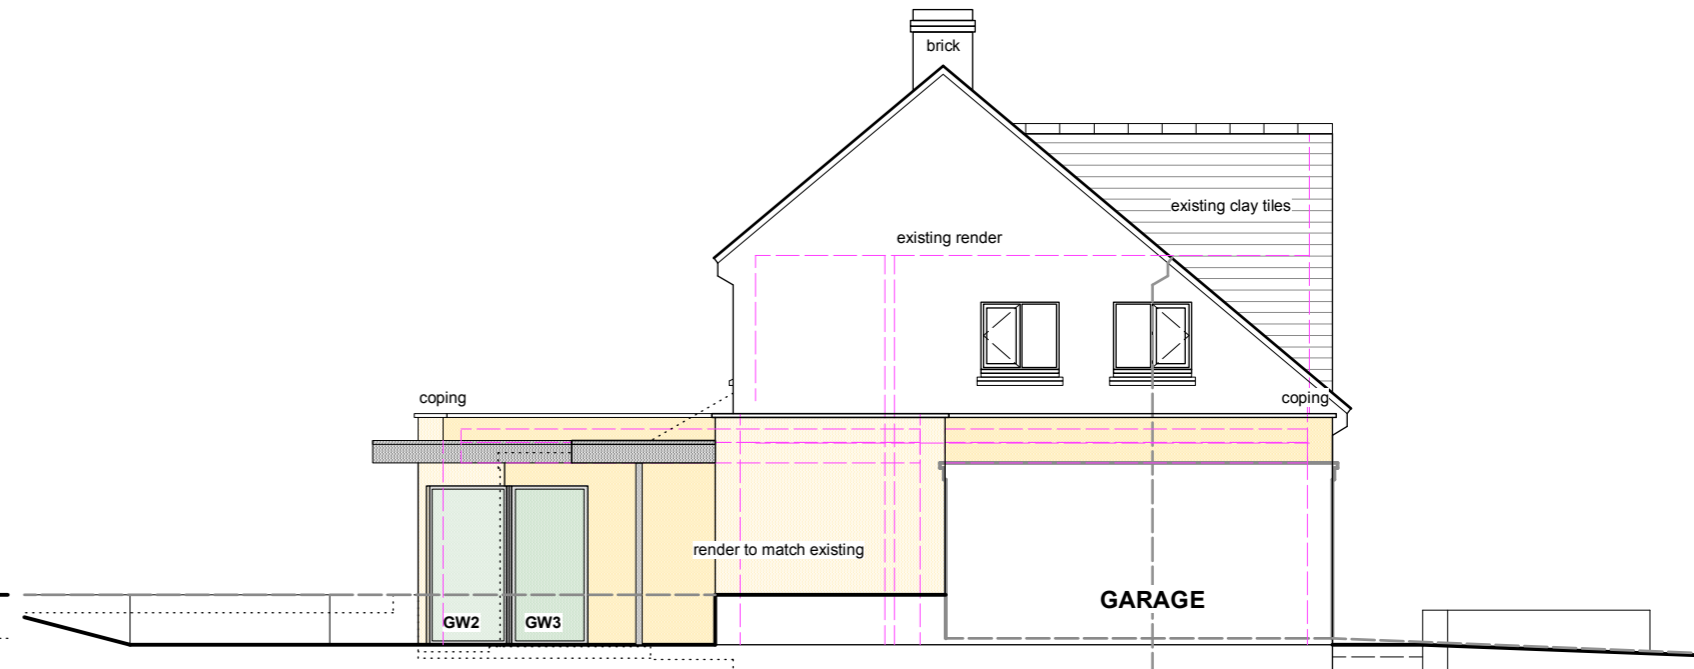 brick
existing clay tiles
existing render
coping
coping
render to match existing
GARAGE
GW2
GW3